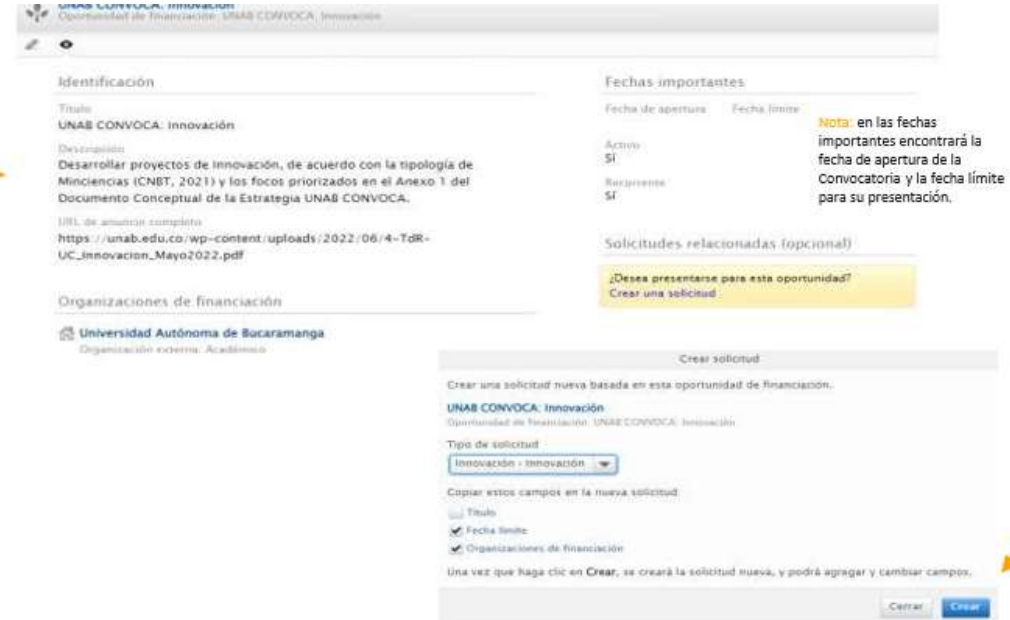 UNAB CONVOCA: Innovación
Oportunidad de financiación: UNAB CONVOCA: Innovación
Identificación
Título
UNAB CONVOCA: Innovación
Descripción
Desarrollar proyectos de Innovación, de acuerdo con la tipología de
Minciencias (CNBT, 2021) y los focos priorizados en el Anexo 1 del
Documento Conceptual de la Estrategia UNAB CONVOCA.
URL de anuncio completo
https://unab.edu.co/wp-content/uploads/2022/06/4-TdR-
UC_Innovacion_Mayo2022.pdf
Organizaciones de financiación
Universidad Autónoma de Bucaramanga
Organización externa: Académico
Fechas importantes
Fecha de apertura Fecha límite
Activo
Sí
Recurrente
Sí
Nota: en las fechas
importantes encontrará la
fecha de apertura de la
Convocatoria y la fecha límite
para su presentación.
Solicitudes relacionadas (opcional)
¿Desea presentarse para esta oportunidad?
Crear una solicitud
Crear solicitud
Crear una solicitud nueva basada en esta oportunidad de financiación.
UNAB CONVOCA: Innovación
Oportunidad de financiación: UNAB CONVOCA: Innovación
Tipo de solicitud
Innovación - Innovación
Copiar estos campos en la nueva solicitud
Título
Fecha límite
Organizaciones de financiación
Una vez que haga clic en Crear, se creará la solicitud nueva, y podrá agregar y cambiar campos.
Cerrar Crear